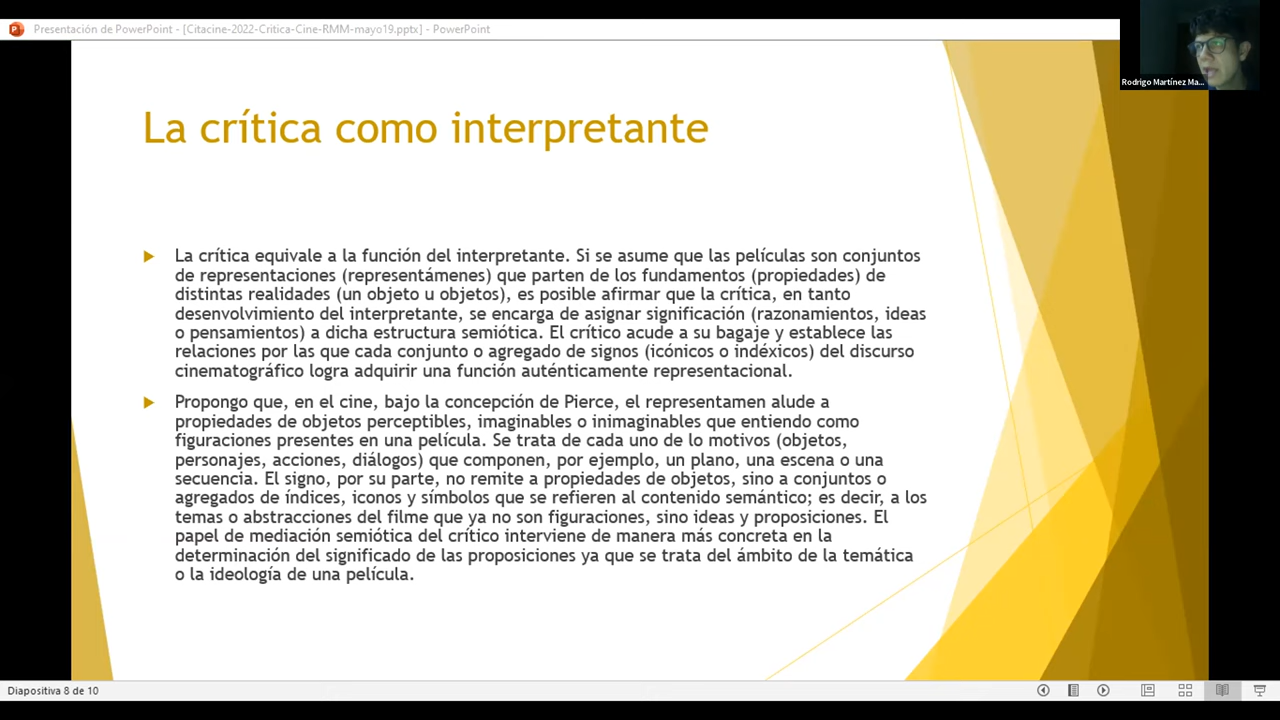 Presentación de PowerPoint - [Citacine-2022-Critica-Cine-RMM-mayo19.pptx] - PowerPoint
Rodrigo Martínez Ma...
La crítica como interpretante
La crítica equivale a la función del interpretante. Si se asume que las películas son conjuntos
de representaciones (representámenes) que parten de los fundamentos (propiedades) de
distintas realidades (un objeto u objetos), es posible afirmar que la crítica, en tanto
desenvolvimiento del interpretante, se encarga de asignar significación (razonamientos, ideas
o pensamientos) a dicha estructura semiótica. El crítico acude a su bagaje y establece las
relaciones por las que cada conjunto o agregado de signos (icónicos o indéxicos) del discurso
cinematográfico logra adquirir una función auténticamente representacional.
Propongo que, en el cine, bajo la concepción de Pierce, el representamen alude a
propiedades de objetos perceptibles, imaginables o inimaginables que entiendo como
figuraciones presentes en una película. Se trata de cada uno de lo motivos (objetos,
personajes, acciones, diálogos) que componen, por ejemplo, un plano, una escena o una
secuencia. El signo, por su parte, no remite a propiedades de objetos, sino a conjuntos o
agregados de índices, iconos y símbolos que se refieren al contenido semántico; es decir, a los
temas o abstracciones del filme que ya no son figuraciones, sino ideas y proposiciones. El
papel de mediación semiótica del crítico interviene de manera más concreta en la
determinación del significado de las proposiciones ya que se trata del ámbito de la temática
o la ideología de una película.
Diapositiva 8 de 10